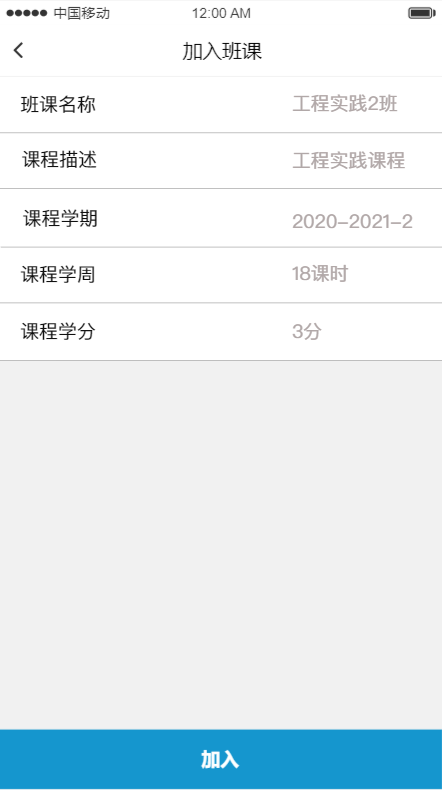 中国移动 12:00 AM
加入班课
班课名称 工程实践2班
课程描述 工程实践课程
课程学期 2020-2021-2
课程学周 18课时
课程学分 3分
加入